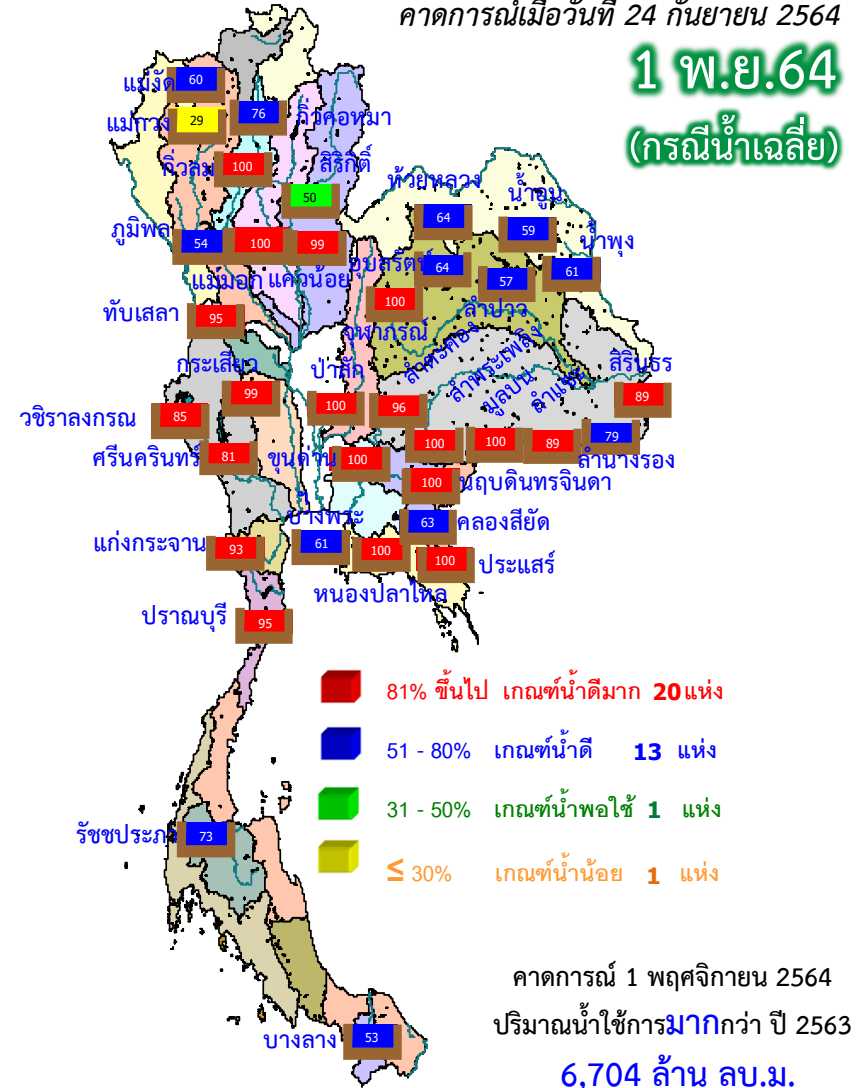 คาดการณ์เมื่อวันที่ 24 กันยายน 2564
1 พ.ย.64
(กรณีน้ำเฉลี่ย)
แม่งัด 60
แม่กวง 29
76 กิ่วคอหมา
กิ่วลม 100
สิริกิติ์ 50
ห้วยหลวง 64
น้ำอูน 59
น้ำพุง 61
ภูมิพล 54
100 แม่มอก
99 แควน้อย
อุบลรัตน์ 64
57 ลำปาว
100 จุฬาภรณ์
ทับเสลา 95
กระเสียว 99
ป่าสัก 100
ลำตะคอง 96
ลำพระเพลิง 100
มูลบน 100
ลำแชะ 89
สิรินธร 89
วชิราลงกรณ 85
79 ลำนางรอง
ศรีนครินทร์ 81
ขุนด่าน 100
100 นฤบดินทรจินดา
บางพระ 61
63 คลองสียัด
แก่งกระจาน 93
100 หนองปลาไหล
100 ประแสร์
ปราณบุรี 95
81% ขึ้นไป เกณฑ์น้ำดีมาก 20 แห่ง
51 - 80% เกณฑ์น้ำดี 13 แห่ง
31 - 50% เกณฑ์น้ำพอใช้ 1 แห่ง
≤ 30% เกณฑ์น้ำน้อย 1 แห่ง
รัชชประภา 73
บางลาง 53
คาดการณ์ 1 พฤศจิกายน 2564
ปริมาณน้ำใช้การมากกว่า ปี 2563
6,704 ล้าน ลบ.ม.